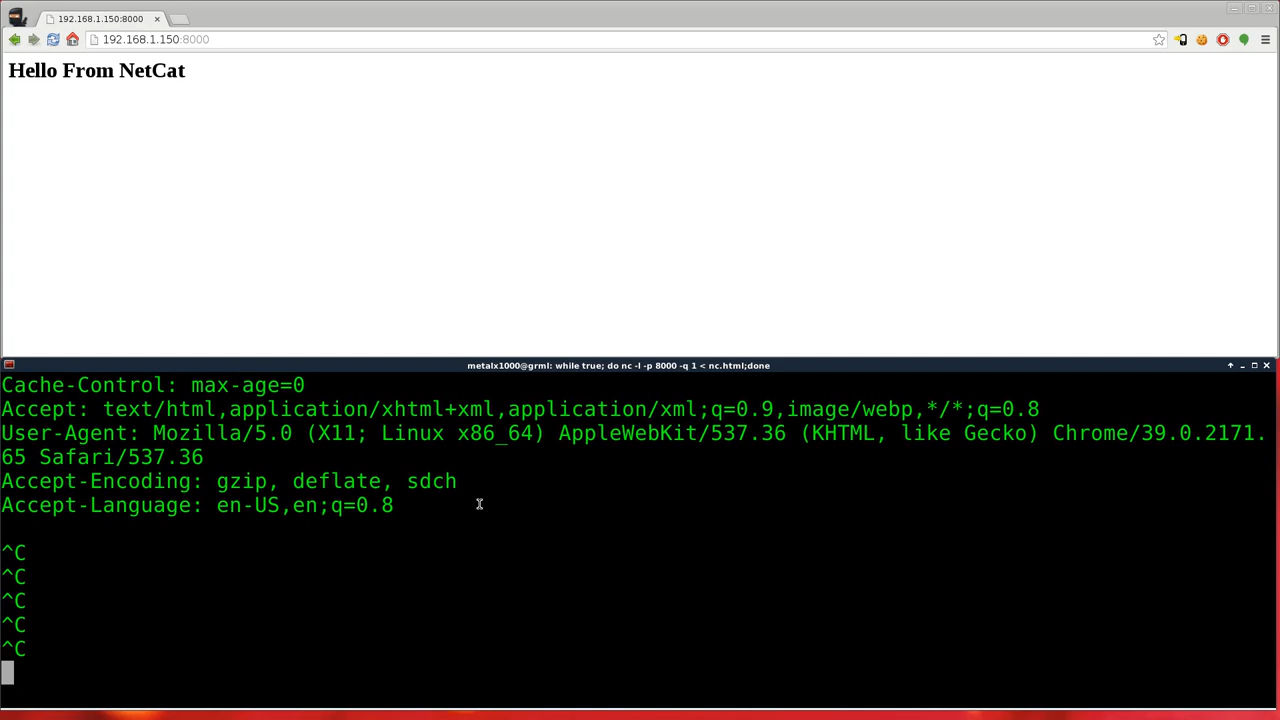 192.168.1.150:8000
192.168.1.150:8000
Hello From NetCat
metalx1000@grml: while true; do nc -l -p 8000 -q 1 < nc.html;done
Cache-Control: max-age=0
Accept: text/html,application/xhtml+xml,application/xml;q=0.9,image/webp,*/*;q=0.8
User-Agent: Mozilla/5.0 (X11; Linux x86_64) AppleWebKit/537.36 (KHTML, like Gecko) Chrome/39.0.2171.
65 Safari/537.36
Accept-Encoding: gzip, deflate, sdch
Accept-Language: en-US,en;q=0.8
^C
^C
^C
^C
^C